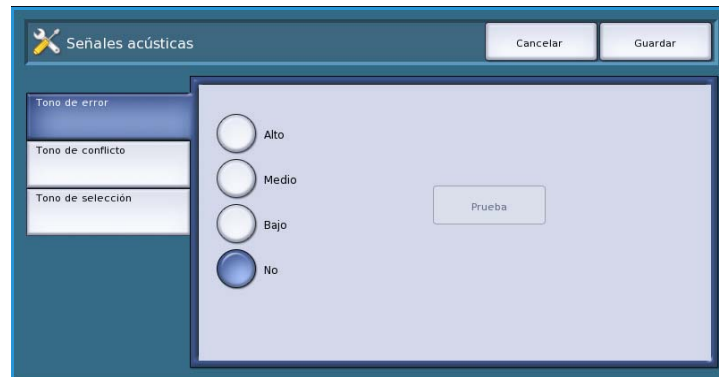 Señales acústicas
Cancelar
Guardar
Tono de error
Tono de conflicto
Tono de selección
Alto
Medio
Bajo
No
Prueba